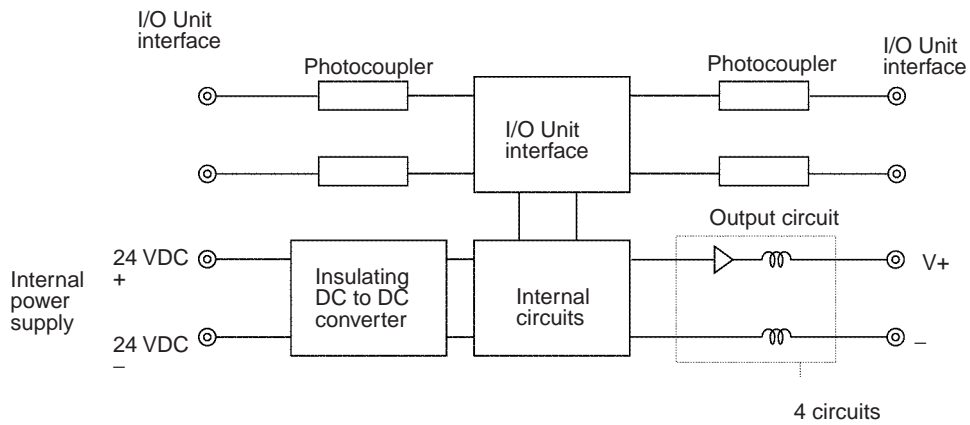 I/O Unit
interface
Photocoupler
Photocoupler
I/O Unit
interface
I/O Unit
interface
Output circuit
Internal
power
supply
24 VDC
+
24 VDC
–
Insulating
DC to DC
converter
Internal
circuits
V+
–
4 circuits